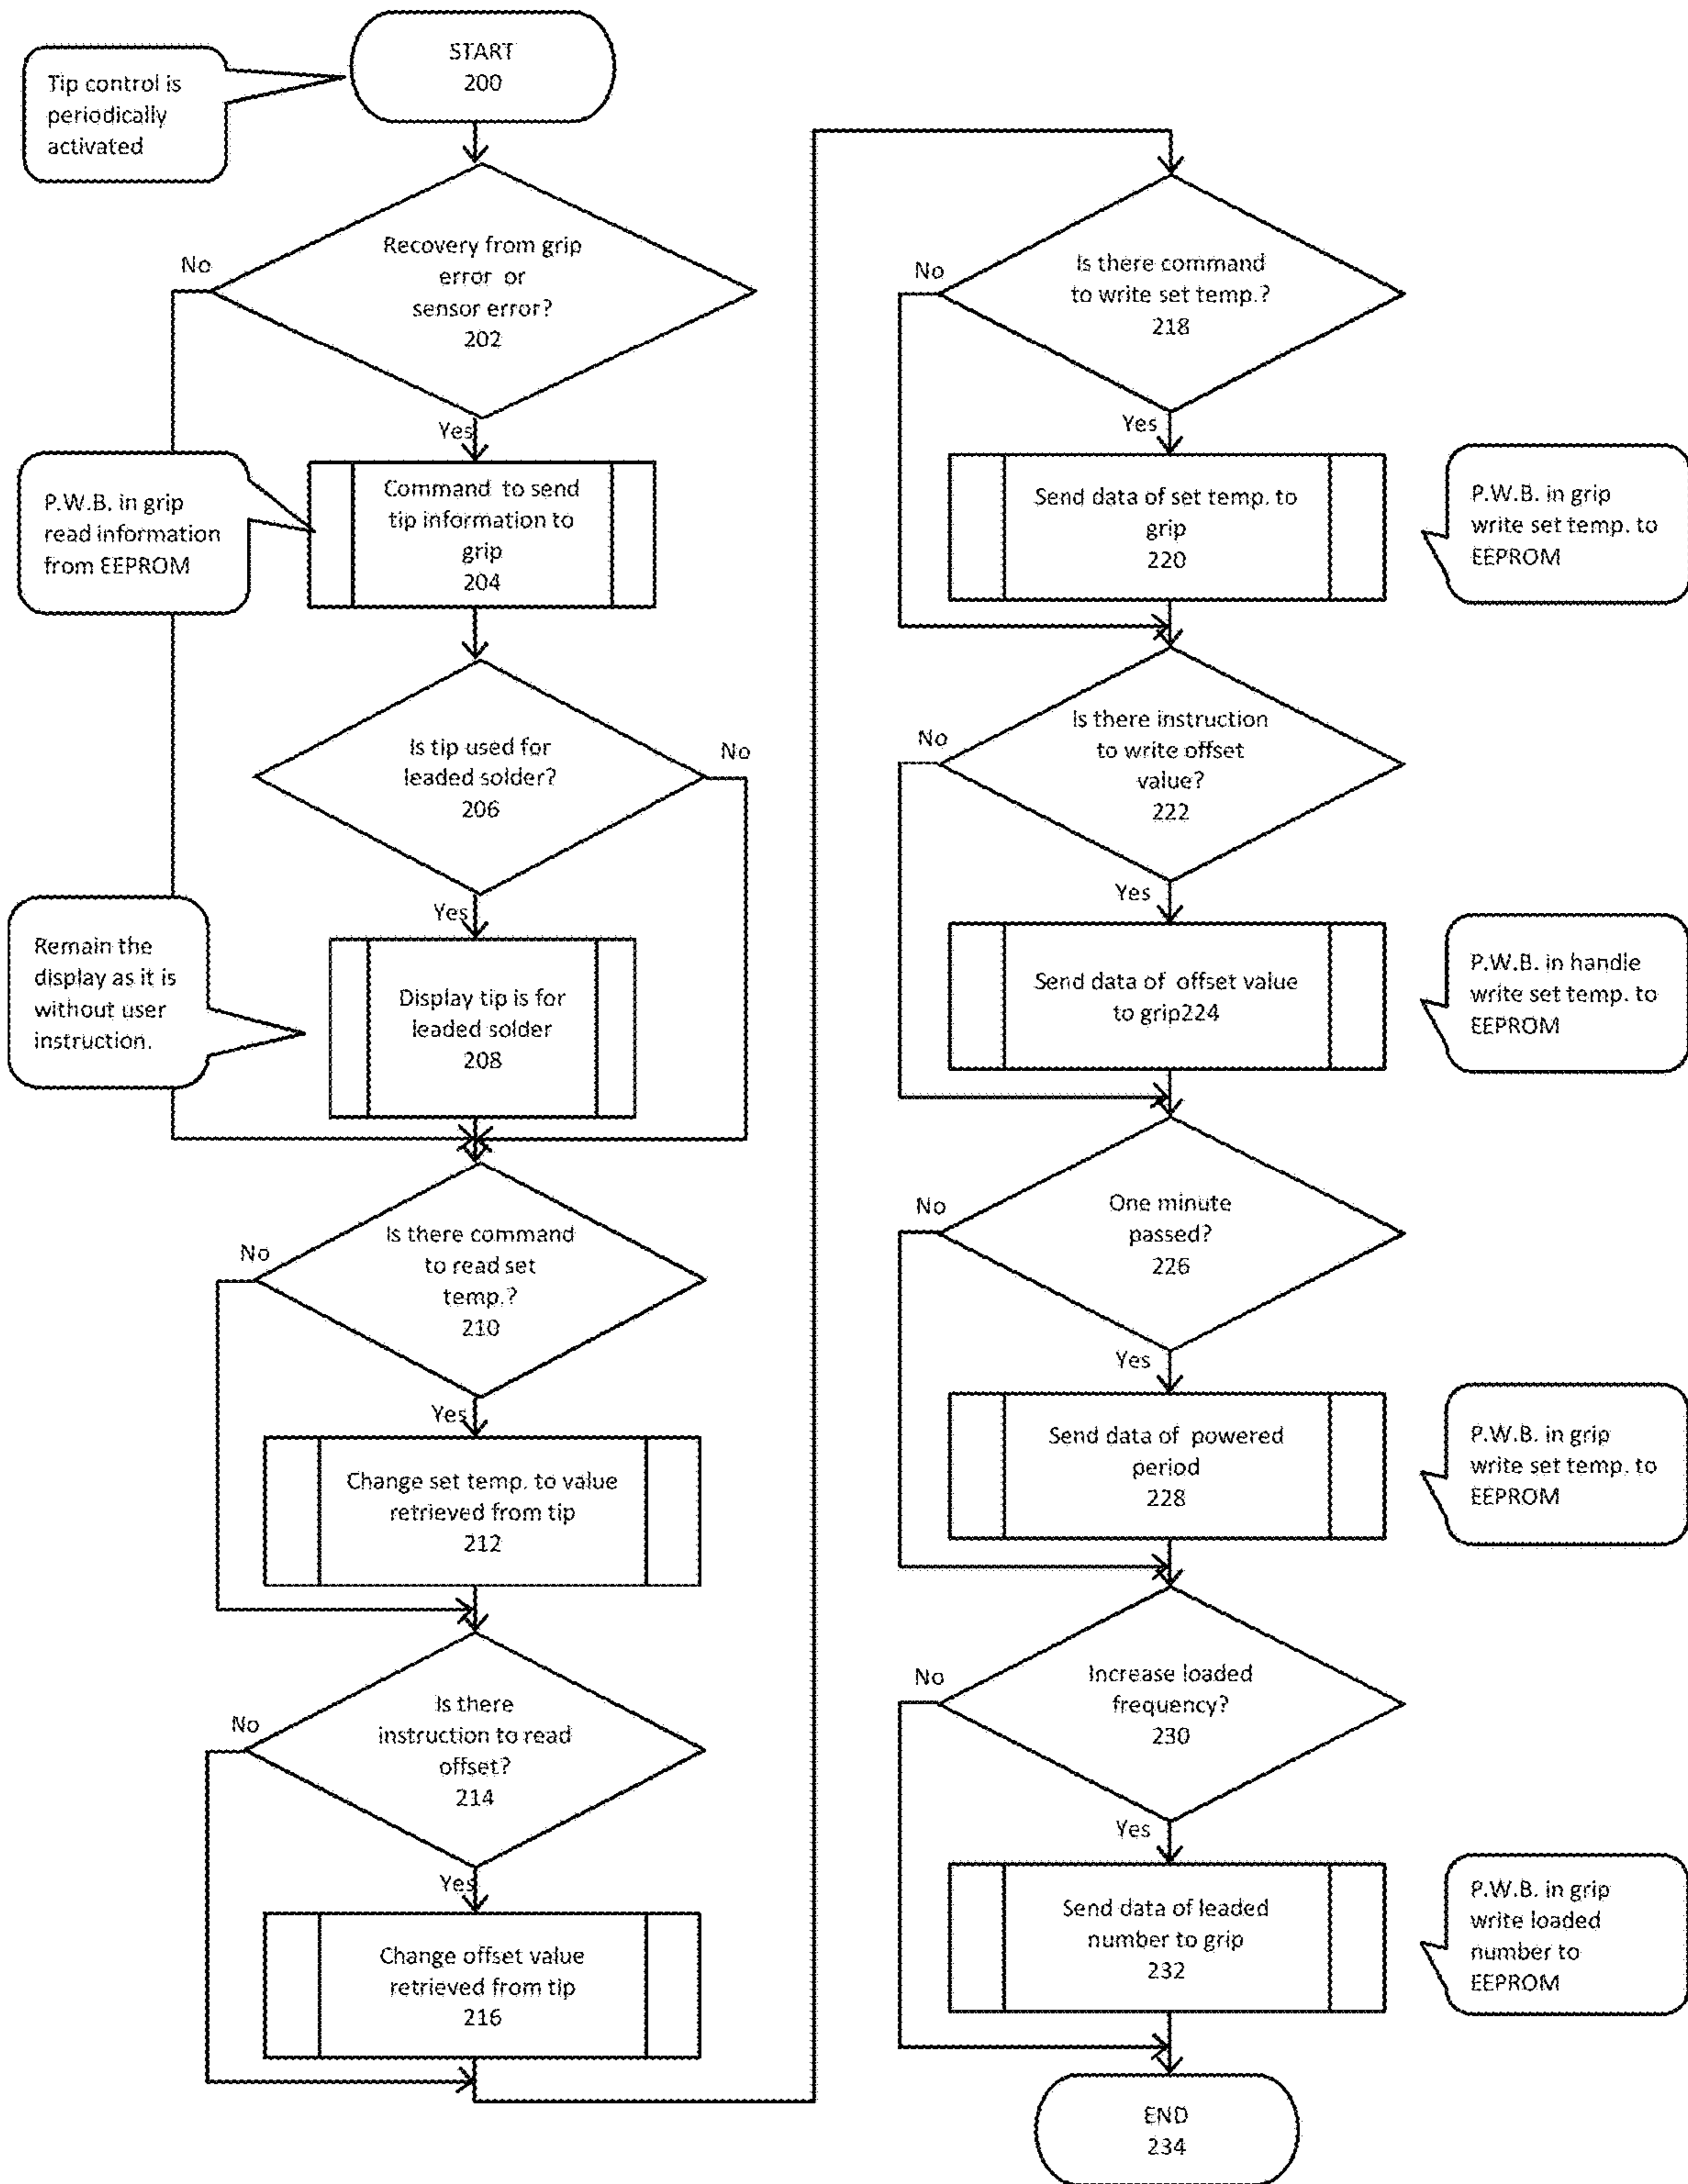 START
200
Tip control is
periodically
activated
Recovery from grip
error or
sensor error?
202
No
Yes
P.W.B. in grip
read information
from EEPROM
Command to send
tip information to
grip
204
Is tip used for
leaded solder?
206
No
Yes
Remain the
display as it is
without user
instruction.
Display tip is for
leaded solder
208
Is there command
to read set
temp.?
210
No
Yes
Change set temp. to value
retrieved from tip
212
Is there
instruction to read
offset?
214
No
Yes
Change offset value
retrieved from tip
216
Is there command
to write set temp.?
218
No
Yes
Send data of set temp. to
grip
220
P.W.B. in grip
write set temp. to
EEPROM
Is there instruction
to write offset
value?
222
No
Yes
Send data of offset value
to grip224
P.W.B. in handle
write set temp. to
EEPROM
One minute
passed?
226
No
Yes
Send data of powered
period
228
P.W.B. in grip
write set temp. to
EEPROM
Increase loaded
frequency?
230
No
Yes
Send data of leaded
number to grip
232
P.W.B. in grip
write loaded
number to
EEPROM
END
234